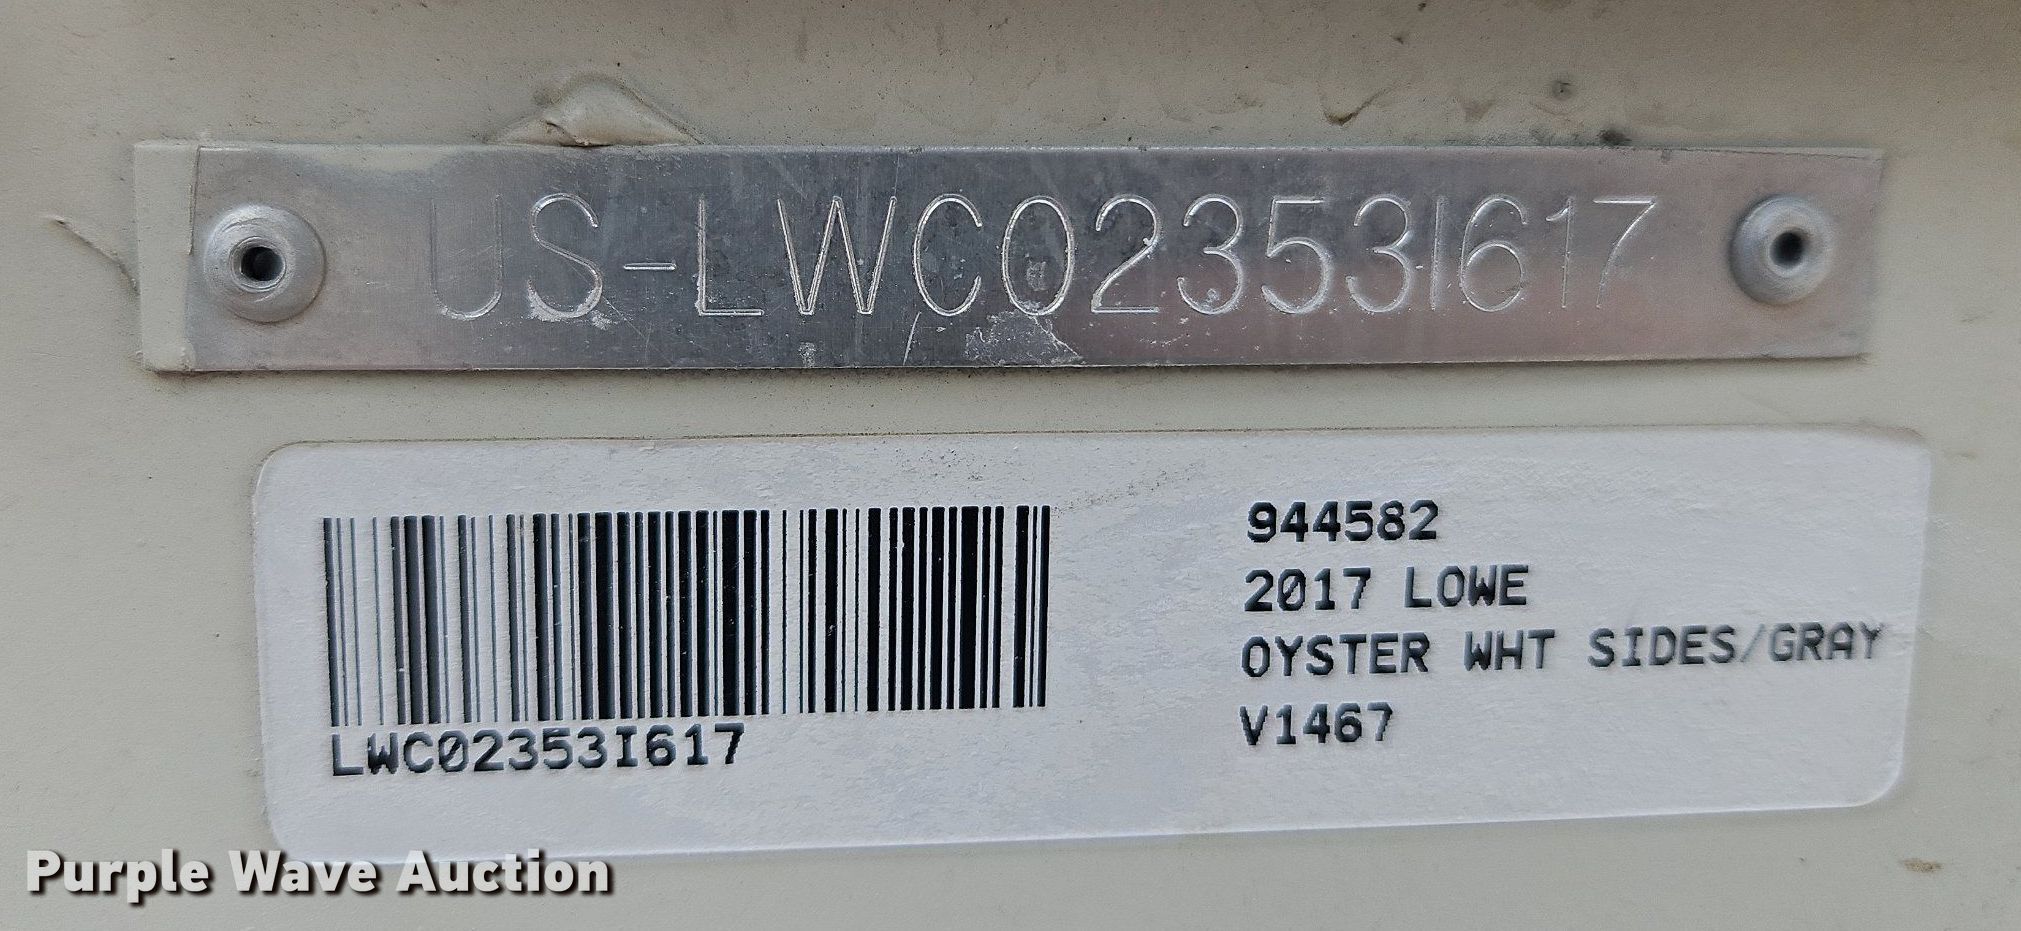 US-LWC02353I617
944582
2017 LOWE
OYSTER WHT SIDES/GRAY
V1467
LWC02353I617
Purple Wave Auction